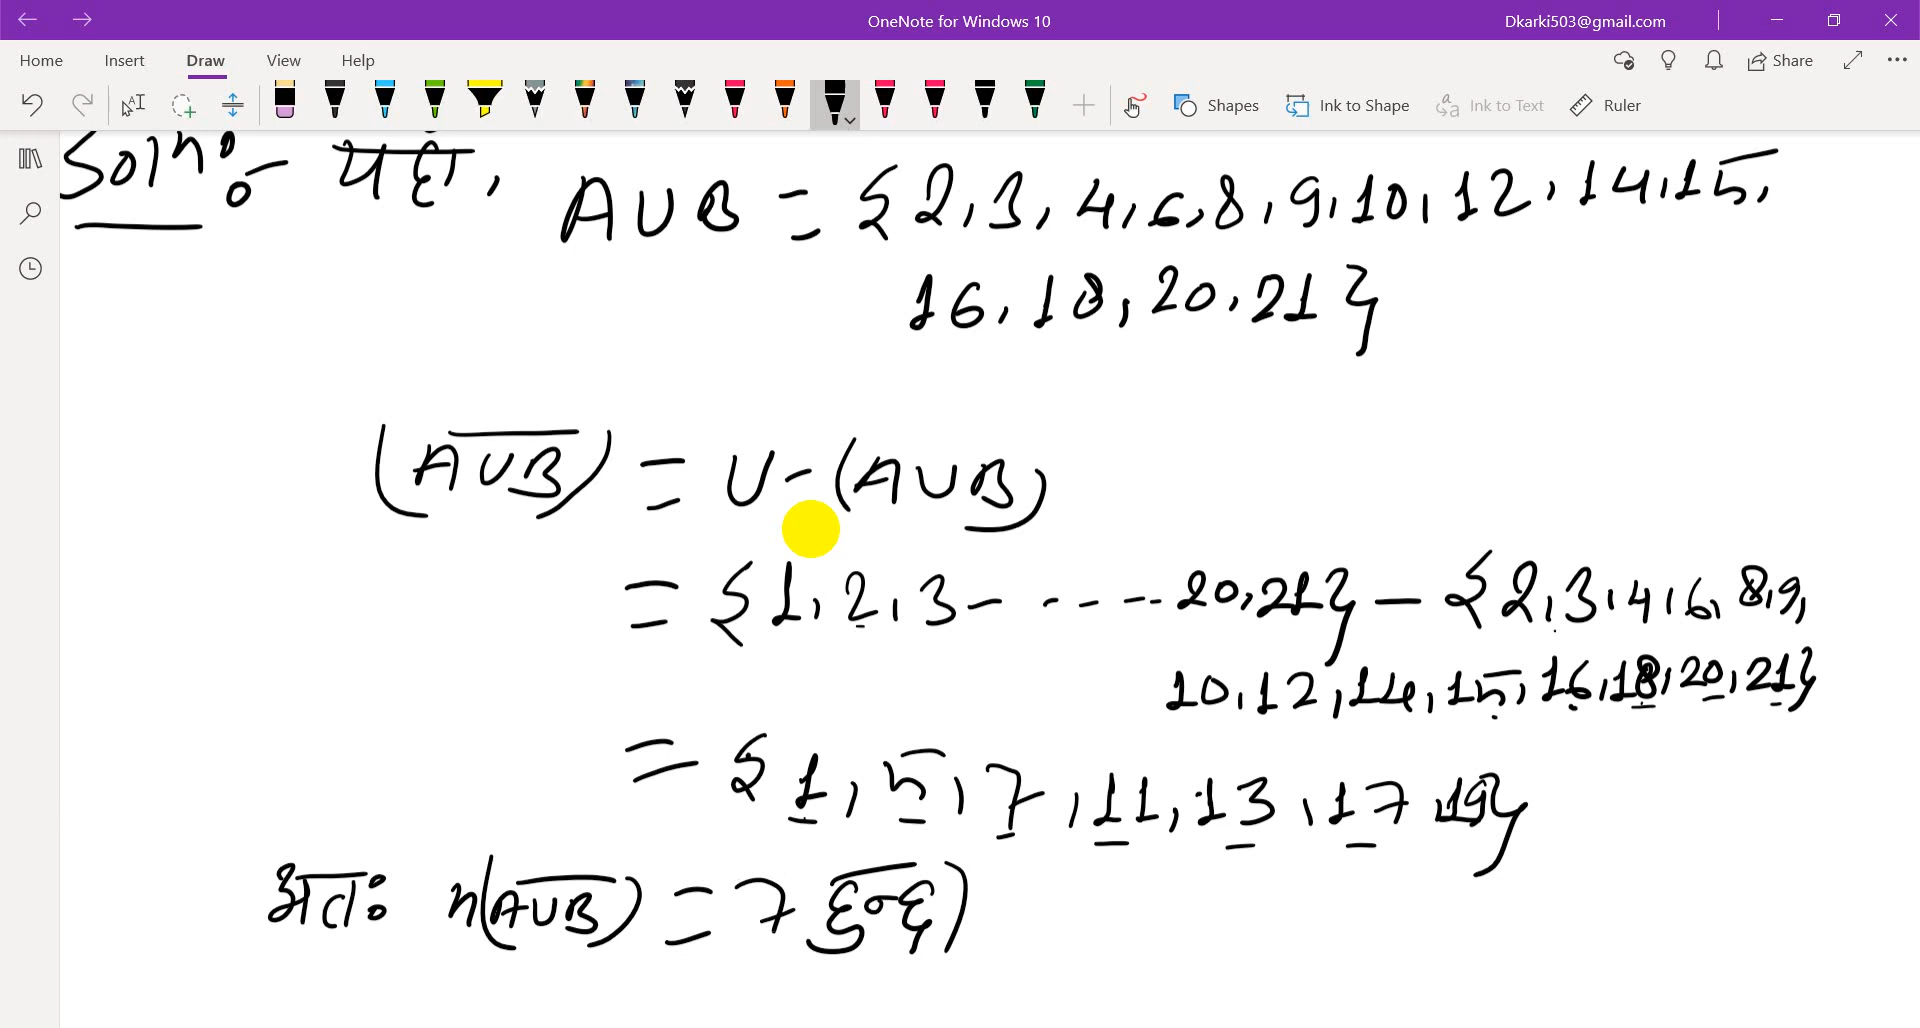 OneNote for Windows 10
Dkarki503@gmail.com
Home Insert Draw View Help Share
Shapes Ink to Shape Ink to Text Ruler
Soln:- यहाँ, A∪B = {2,3,4,6,8,9,10,12,14,15,
16,18,20,21}
(\overline{A∪B}) = U-(A∪B)
= {1,2,3-----20,21} - {2,3,4,6,8,9,
10,12,14,15,16,18,20,21}
= {1,5,7,11,13,17,19}
अतः n(\overline{A∪B}) = 7